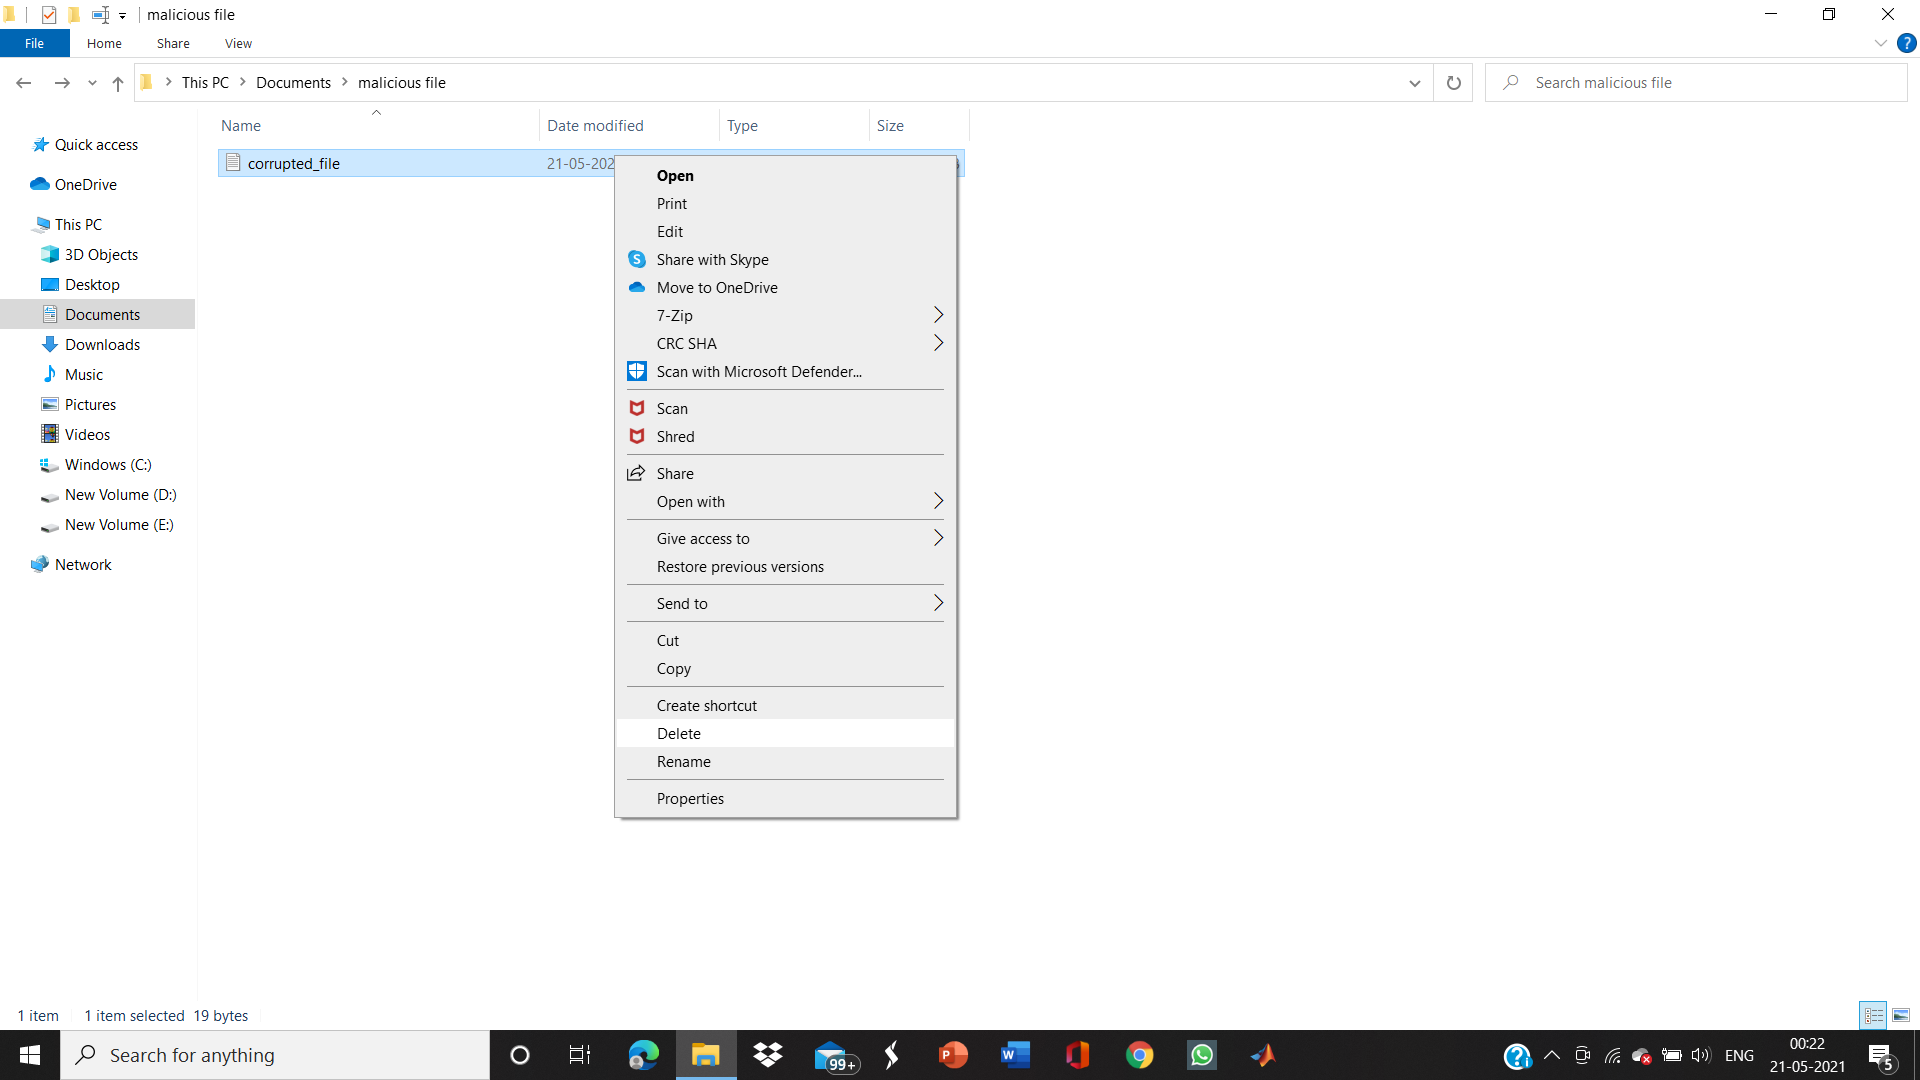 malicious file
File Home Share View
This PC Documents malicious file
Search malicious file
Name Date modified Type Size
corrupted_file 21-05-202
Quick access
OneDrive
This PC
3D Objects
Desktop
Documents
Downloads
Music
Pictures
Videos
Windows (C:)
New Volume (D:)
New Volume (E:)
Network
Open
Print
Edit
Share with Skype
Move to OneDrive
7-Zip
CRC SHA
Scan with Microsoft Defender...
Scan
Shred
Share
Open with
Give access to
Restore previous versions
Send to
Cut
Copy
Create shortcut
Delete
Rename
Properties
1 item 1 item selected 19 bytes
Search for anything
99+
ENG
00:22
21-05-2021
5